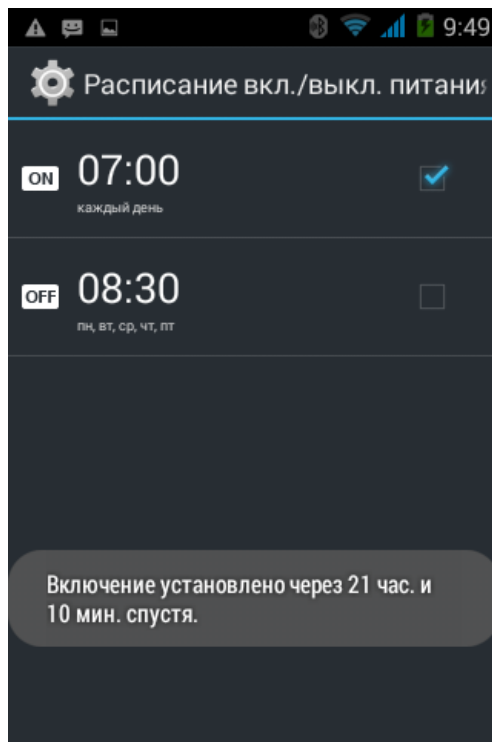 9:49
Расписание вкл./выкл. питания
ON 07:00
каждый день
OFF 08:30
пн, вт, ср, чт, пт
Включение установлено через 21 час. и
10 мин. спустя.